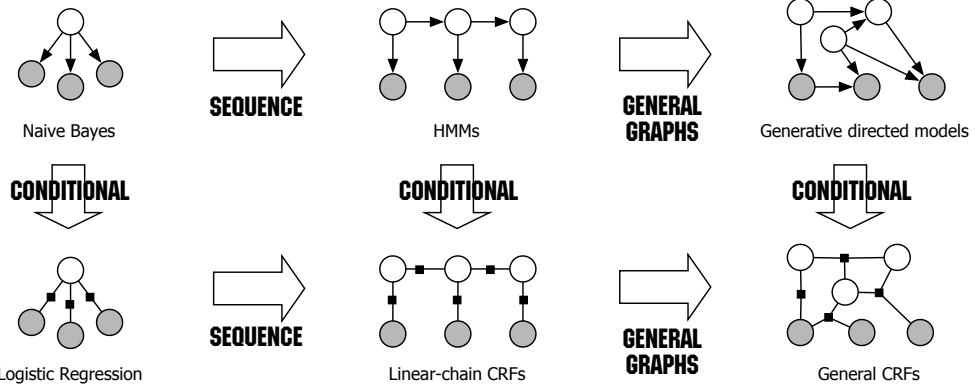 SEQUENCE
GENERAL
GRAPHS
Naive Bayes
HMMs
Generative directed models
CONDITIONAL
CONDITIONAL
CONDITIONAL
SEQUENCE
GENERAL
GRAPHS
Logistic Regression
Linear-chain CRFs
General CRFs